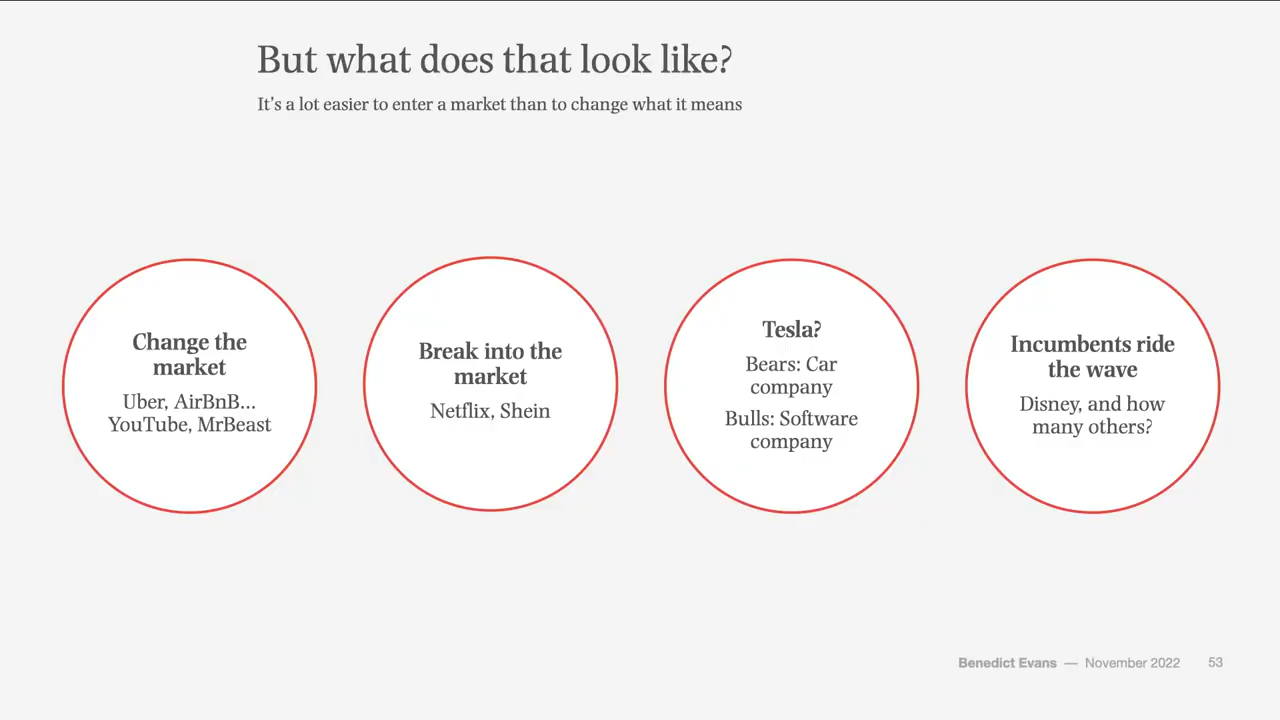 But what does that look like?
It's a lot easier to enter a market than to change what it means
Change the
market
Uber, AirBnB...
YouTube, MrBeast
Break into the
market
Netflix, Shein
Tesla?
Bears: Car
company
Bulls: Software
company
Incumbents ride
the wave
Disney, and how
many others?
Benedict Evans — November 2022 53